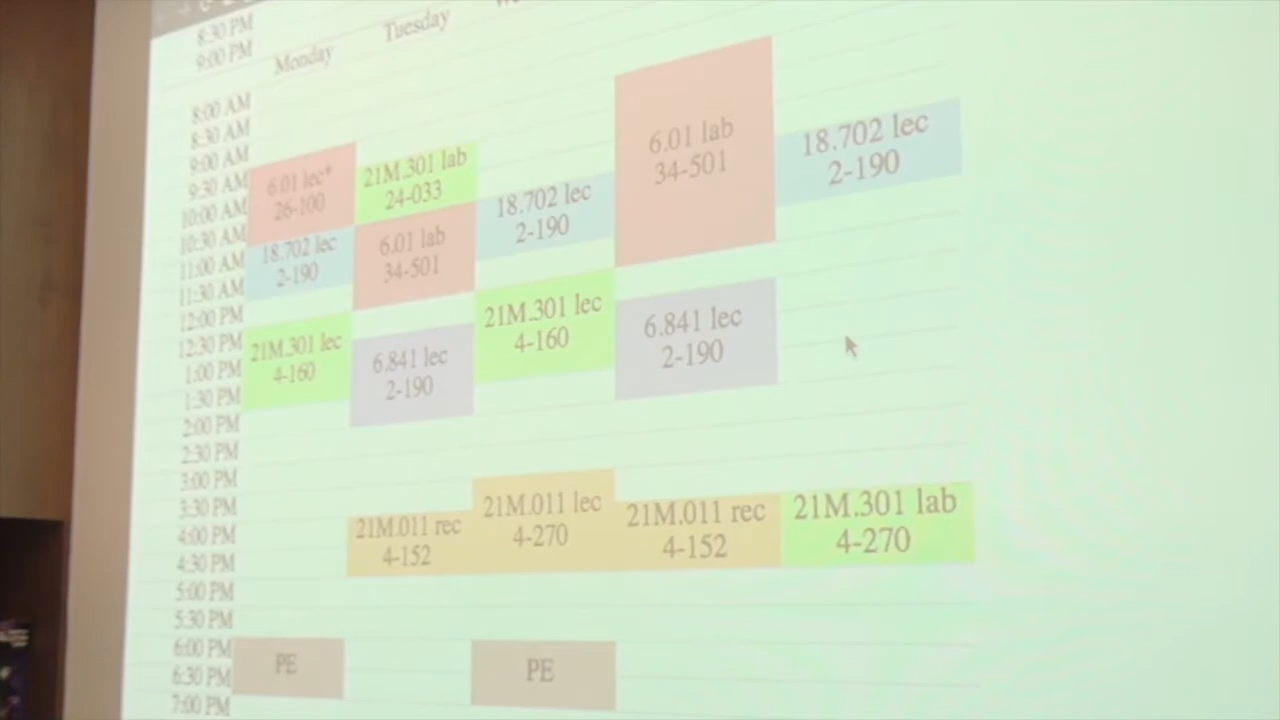 8:30 PM
9:00 PM
Monday
Tuesday
8:00 AM
8:30 AM
9:00 AM
9:30 AM
10:00 AM
10:30 AM
11:00 AM
11:30 AM
12:00 PM
12:30 PM
1:00 PM
1:30 PM
2:00 PM
2:30 PM
3:00 PM
3:30 PM
4:00 PM
4:30 PM
5:00 PM
5:30 PM
6:00 PM
6:30 PM
7:00 PM
6.01 lec*
26-100
18.702 lec
2-190
21M.301 lec
4-160
PE
21M.301 lab
24-033
6.01 lab
34-501
6.841 lec
2-190
21M.011 rec
4-152
18.702 lec
2-190
21M.301 lec
4-160
21M.011 lec
4-270
PE
6.01 lab
34-501
6.841 lec
2-190
21M.011 rec
4-152
18.702 lec
2-190
21M.301 lab
4-270